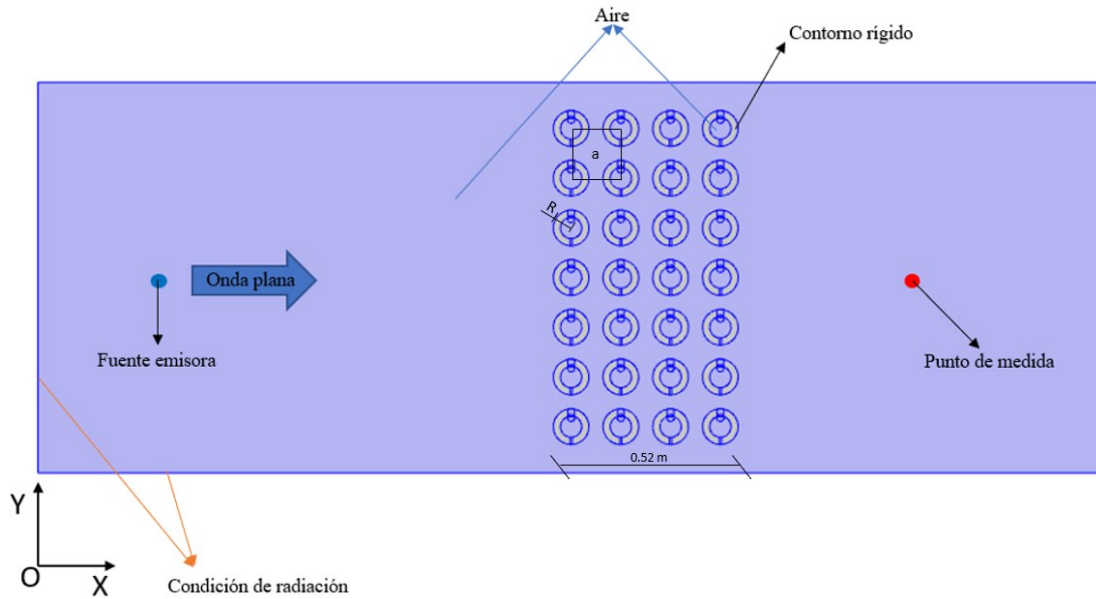 Aire
Contorno rígido
a
R
Onda plana
Fuente emisora
Punto de medida
0.52 m
Y
O
X
Condición de radiación